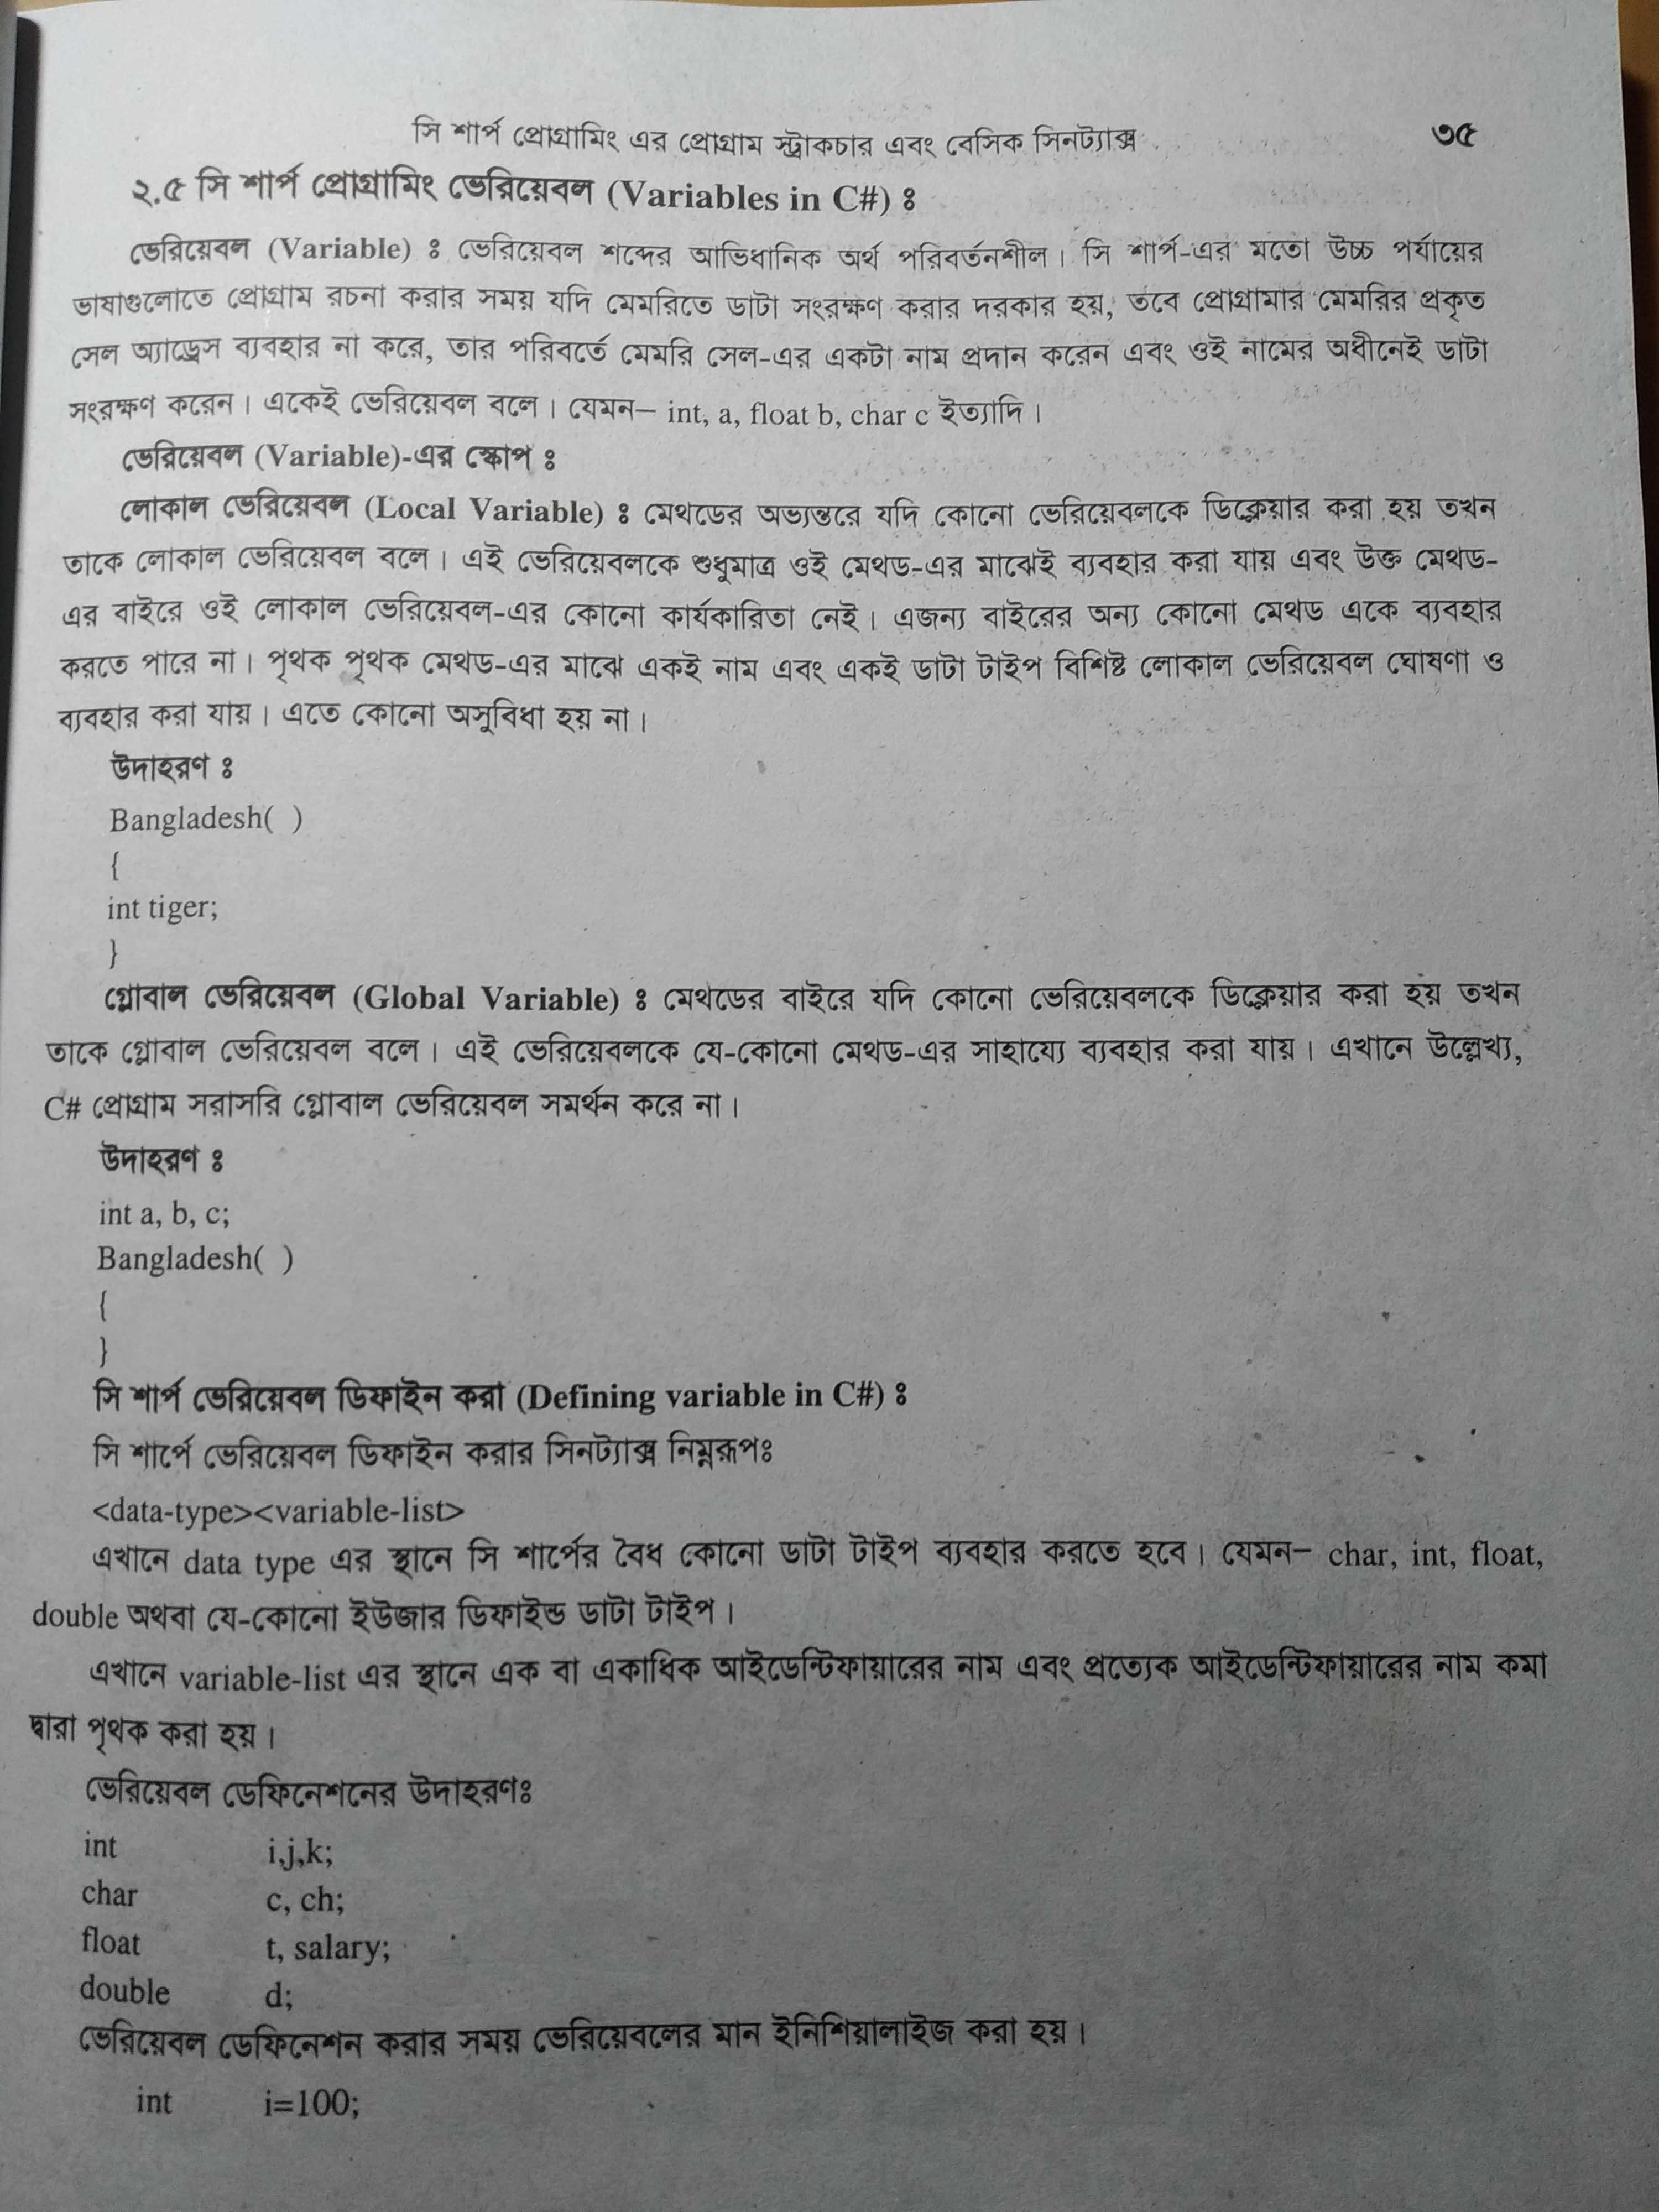 সি শার্প প্রোগ্রামিং এর প্রোগ্রাম স্ট্রাকচার এবং বেসিক সিনট্যাক্স ৩৫
২.৫ সি শার্প প্রোগ্রামিং ভেরিয়েবল (Variables in C#) ঃ
ভেরিয়েবল (Variable) ঃ ভেরিয়েবল শব্দের আভিধানিক অর্থ পরিবর্তনশীল। সি শার্প-এর মতো উচ্চ পর্যায়ের
ভাষাগুলোতে প্রোগ্রাম রচনা করার সময় যদি মেমরিতে ডাটা সংরক্ষণ করার দরকার হয়, তবে প্রোগ্রামার মেমরির প্রকৃত
সেল অ্যাড্রেস ব্যবহার না করে, তার পরিবর্তে মেমরি সেল-এর একটা নাম প্রদান করেন এবং ওই নামের অধীনেই ডাটা
সংরক্ষণ করেন। একেই ভেরিয়েবল বলে। যেমন– int, a, float b, char c ইত্যাদি।
ভেরিয়েবল (Variable)-এর স্কোপ ঃ
লোকাল ভেরিয়েবল (Local Variable) ঃ মেথডের অভ্যন্তরে যদি কোনো ভেরিয়েবলকে ডিক্লেয়ার করা হয় তখন
তাকে লোকাল ভেরিয়েবল বলে। এই ভেরিয়েবলকে শুধুমাত্র ওই মেথড-এর মাঝেই ব্যবহার করা যায় এবং উক্ত মেথড-
এর বাইরে ওই লোকাল ভেরিয়েবল-এর কোনো কার্যকারিতা নেই। এজন্য বাইরের অন্য কোনো মেথড একে ব্যবহার
করতে পারে না। পৃথক পৃথক মেথড-এর মাঝে একই নাম এবং একই ডাটা টাইপ বিশিষ্ট লোকাল ভেরিয়েবল ঘোষণা ও
ব্যবহার করা যায়। এতে কোনো অসুবিধা হয় না।
উদাহরণ ঃ
Bangladesh( )
{
int tiger;
}
গ্লোবাল ভেরিয়েবল (Global Variable) ঃ মেথডের বাইরে যদি কোনো ভেরিয়েবলকে ডিক্লেয়ার করা হয় তখন
তাকে গ্লোবাল ভেরিয়েবল বলে। এই ভেরিয়েবলকে যে-কোনো মেথড-এর সাহায্যে ব্যবহার করা যায়। এখানে উল্লেখ্য,
C# প্রোগ্রাম সরাসরি গ্লোবাল ভেরিয়েবল সমর্থন করে না।
উদাহরণ ঃ
int a, b, c;
Bangladesh( )
{
}
সি শার্প ভেরিয়েবল ডিফাইন করা (Defining variable in C#) ঃ
সি শার্পে ভেরিয়েবল ডিফাইন করার সিনট্যাক্স নিম্নরূপঃ
<data-type><variable-list>
এখানে data type এর স্থানে সি শার্পের বৈধ কোনো ডাটা টাইপ ব্যবহার করতে হবে। যেমন– char, int, float,
double অথবা যে-কোনো ইউজার ডিফাইন্ড ডাটা টাইপ।
এখানে variable-list এর স্থানে এক বা একাধিক আইডেন্টিফায়ারের নাম এবং প্রত্যেক আইডেন্টিফায়ারের নাম কমা
দ্বারা পৃথক করা হয়।
ভেরিয়েবল ডেফিনেশনের উদাহরণঃ
int i,j,k;
char c, ch;
float t, salary;
double d;
ভেরিয়েবল ডেফিনেশন করার সময় ভেরিয়েবলের মান ইনিশিয়ালাইজ করা হয়।
int i=100;